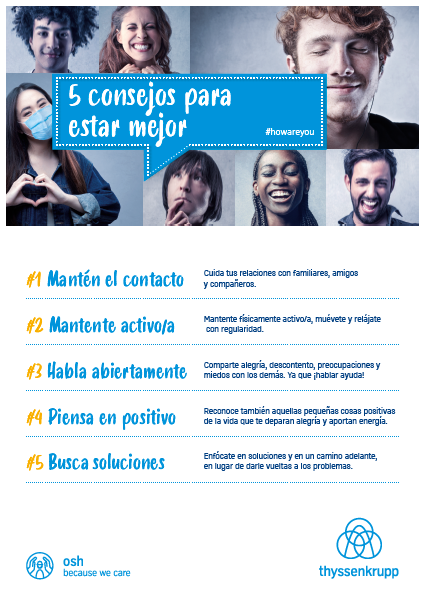 5 consejos para
estar mejor
#howareyou
#1 Mantén el contacto
Cuida tus relaciones con familiares, amigos
y compañeros.
#2 Mantente activo/a
Mantente físicamente activo/a, muévete y relájate
con regularidad.
#3 Habla abiertamente
Comparte alegría, descontento, preocupaciones y
miedos con los demás. Ya que ¡hablar ayuda!
#4 Piensa en positivo
Reconoce también aquellas pequeñas cosas positivas
de la vida que te deparan alegría y aportan energía.
#5 Busca soluciones
Enfócate en soluciones y en un camino adelante,
en lugar de darle vueltas a los problemas.
osh
because we care
thyssenkrupp